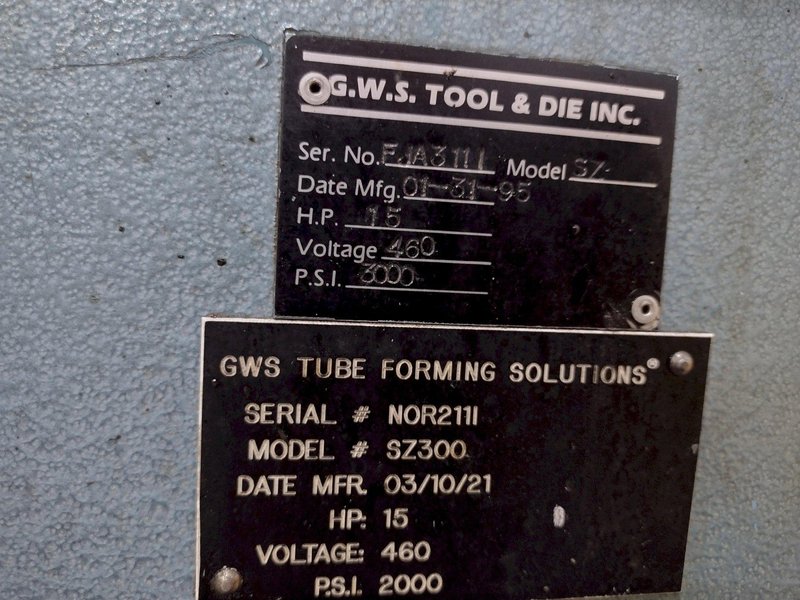 G.W.S. TOOL & DIE INC.
Ser. No. EJA3111 Model SZ
Date Mfg. 01-31-95
H.P. 15
Voltage 460
P.S.I. 3000
GWS TUBE FORMING SOLUTIONS®
SERIAL # NOR2111
MODEL # SZ300
DATE MFR. 03/10/21
HP: 15
VOLTAGE: 460
P.S.I. 2000